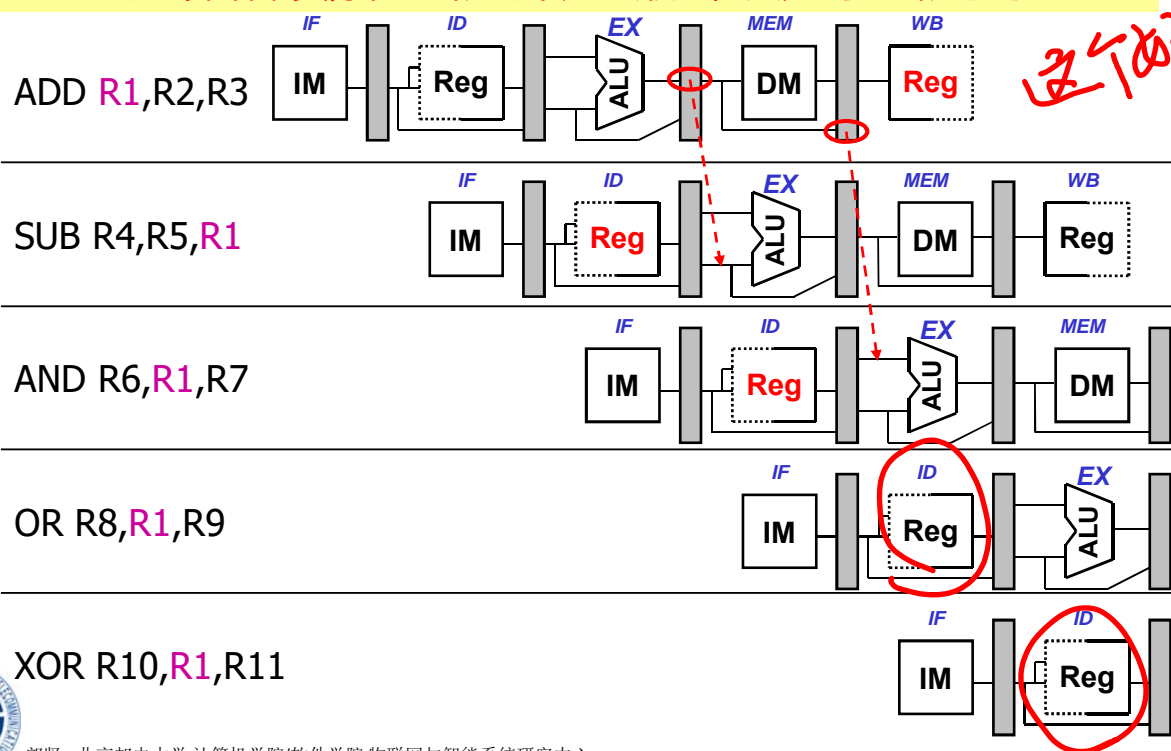 IF ID EX MEM WB
ADD R1,R2,R3 IM Reg ALU DM Reg
IF ID EX MEM WB
SUB R4,R5,R1 IM Reg ALU DM Reg
IF ID EX MEM
AND R6,R1,R7 IM Reg ALU DM
IF ID EX
OR R8,R1,R9 IM Reg ALU
IF ID
XOR R10,R1,R11 IM Reg